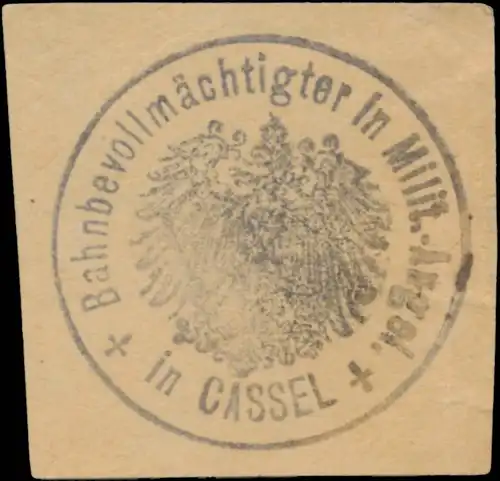 Bahnbevollmächtigter in Milit.-Angel.
in CASSEL